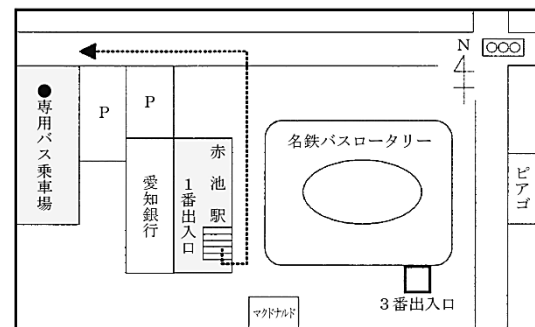 N
○○○
●専用バス乗車場
P
P
赤池駅
1番出入口
愛知銀行
名鉄バスロータリー
ピアゴ
3番出入口
マクドナルド